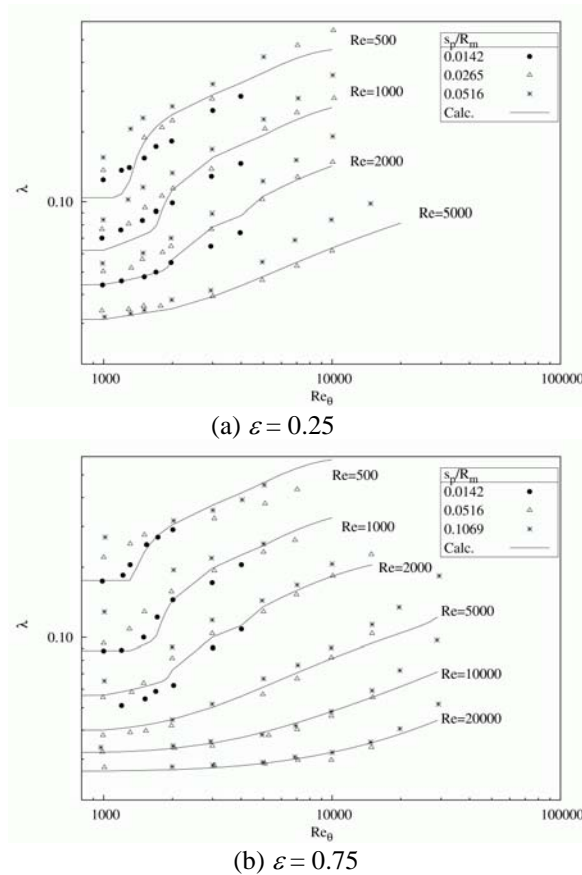 Re=500
s_p/R_m
0.0142
0.0265
0.0516
Calc.
Re=1000
Re=2000
Re=5000
λ
0.10
1000
10000
100000
Re_θ
(a) ε = 0.25
Re=500
s_p/R_m
0.0142
0.0516
0.1069
Calc.
Re=1000
Re=2000
Re=5000
Re=10000
Re=20000
λ
0.10
1000
10000
100000
Re_θ
(b) ε = 0.75